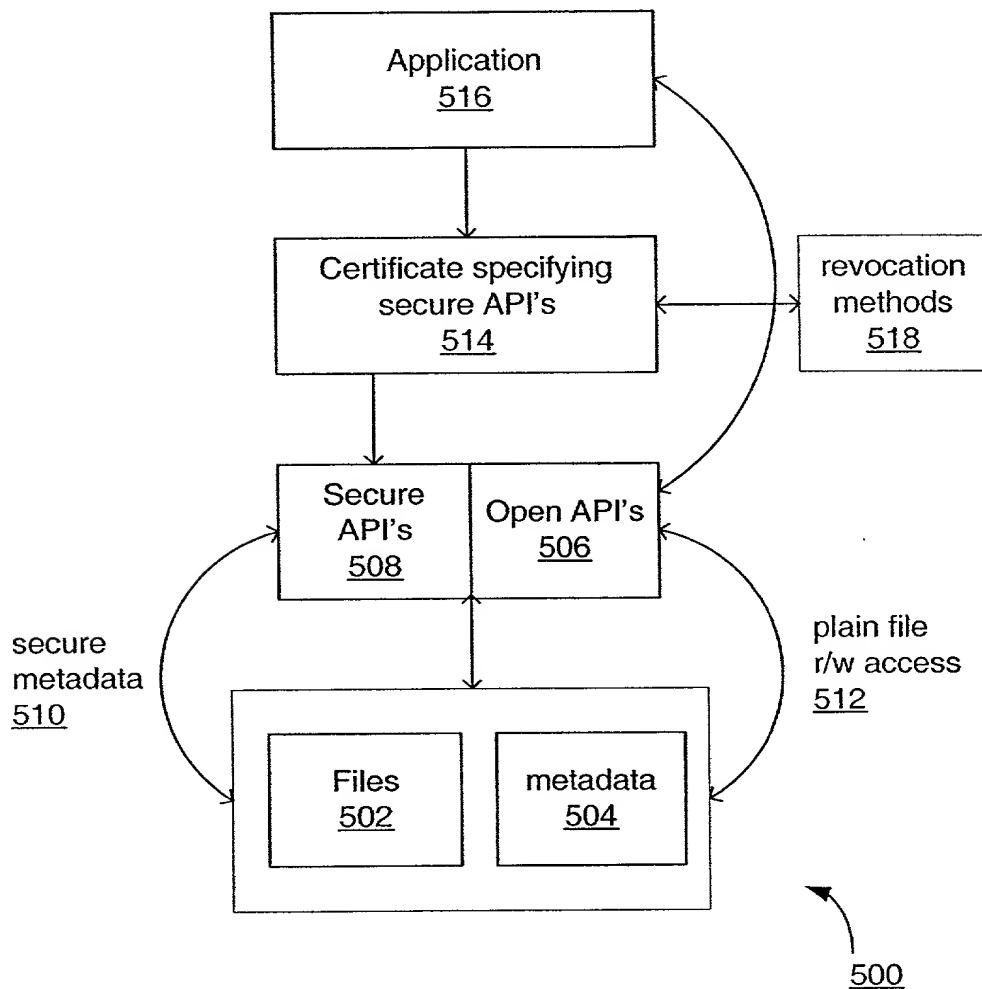 Application
516
Certificate specifying
secure API's
514
revocation
methods
518
Secure
API's
508
Open API's
506
secure
metadata
510
plain file
r/w access
512
Files
502
metadata
504
500